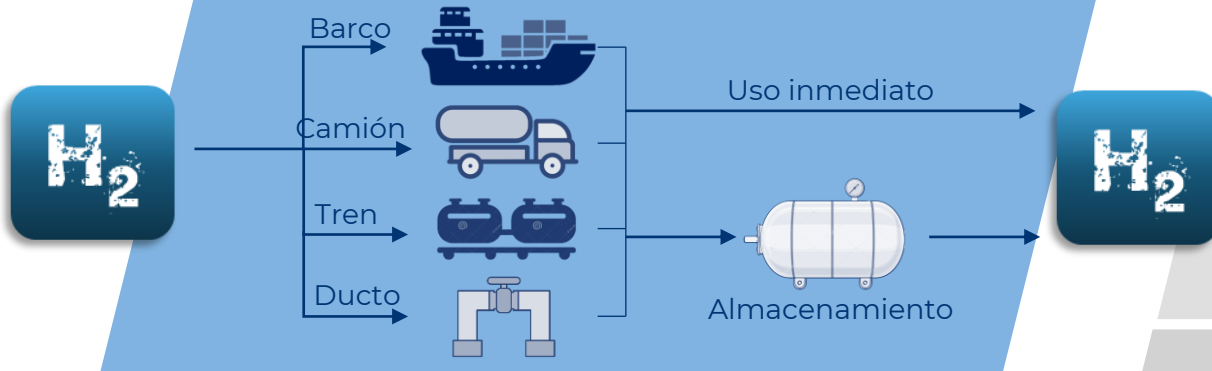 Barco
Uso inmediato
H2
Camión
H2
Tren
Ducto
Almacenamiento